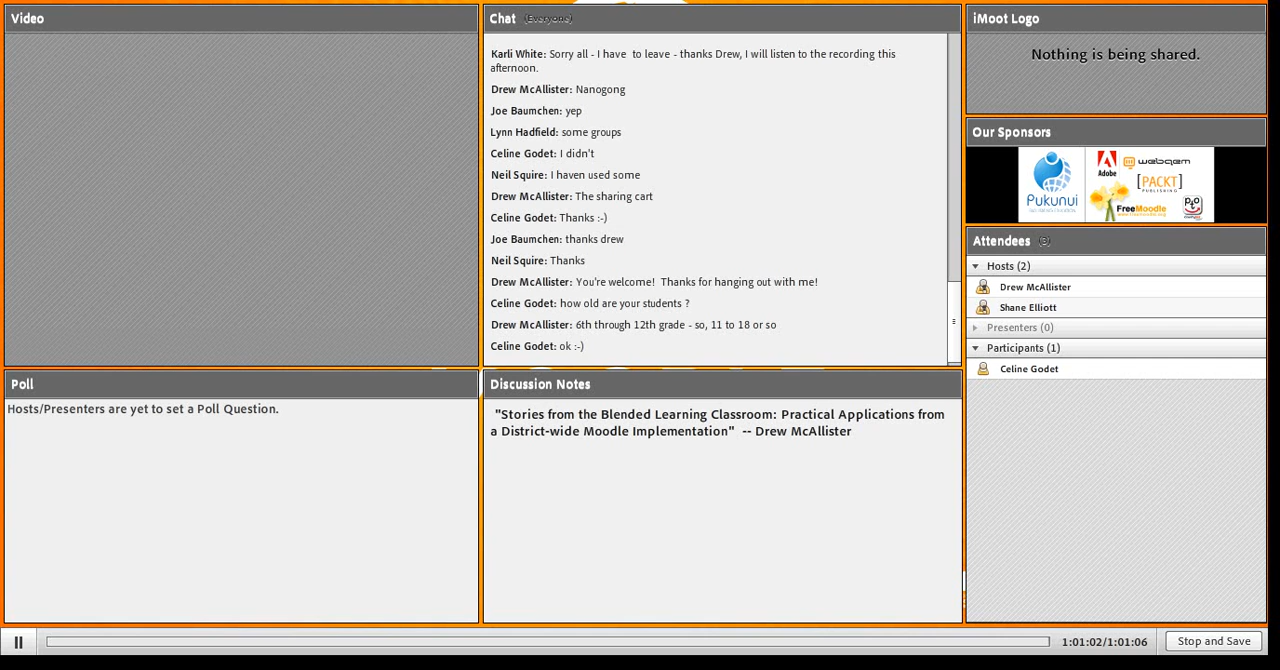 Video
Chat (Everyone)
Karli White: Sorry all - I have  to leave - thanks Drew, I will listen to the recording this
afternoon.
Drew McAllister: Nanogong
Joe Baumchen: yep
Lynn Hadfield: some groups
Celine Godet: I didn't
Neil Squire: I haven used some
Drew McAllister: The sharing cart
Celine Godet: Thanks :-)
Joe Baumchen: thanks drew
Neil Squire: Thanks
Drew McAllister: You're welcome!  Thanks for hanging out with me!
Celine Godet: how old are your students ?
Drew McAllister: 6th through 12th grade - so, 11 to 18 or so
Celine Godet: ok :-)
iMoot Logo
Nothing is being shared.
Our Sponsors
Pukunui
Adobe
webgem
[PACKT]
PUBLISHING
FreeMoodle
Attendees (3)
Hosts (2)
Drew McAllister
Shane Elliott
Presenters (0)
Participants (1)
Celine Godet
Poll
Hosts/Presenters are yet to set a Poll Question.
Discussion Notes
"Stories from the Blended Learning Classroom: Practical Applications from
a District-wide Moodle Implementation"  -- Drew McAllister
1:01:02/1:01:06
Stop and Save